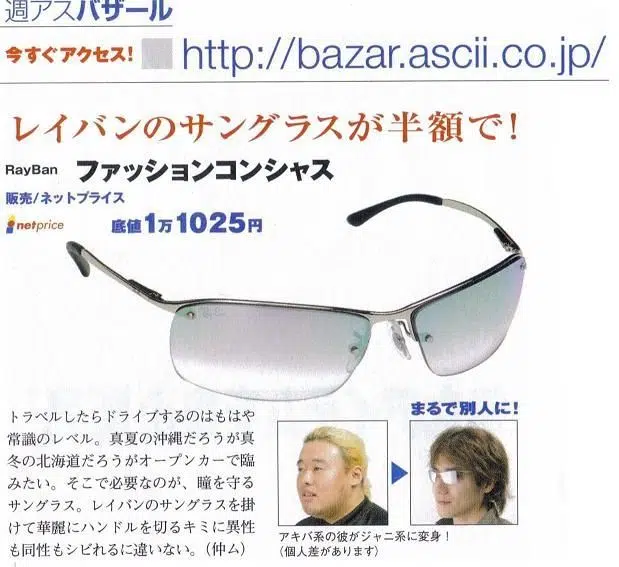 週アスバザール
今すぐアクセス!
http://bazar.ascii.co.jp/
レイバンのサングラスが半額で!
RayBan ファッションコンシャス
販売/ネットプライス
netprice 底値1万1025円
Ray-Ban
トラベルしたらドライブするのはもはや
常識のレベル。真夏の沖縄だろうが真
冬の北海道だろうがオープンカーで臨
みたい。そこで必要なのが、瞳を守る
サングラス。レイバンのサングラスを掛
けて華麗にハンドルを切るキミに異性
も同性もシビれるに違いない。(仲ム)
まるで別人に!
アキバ系の彼がジャニ系に変身!
(個人差があります)